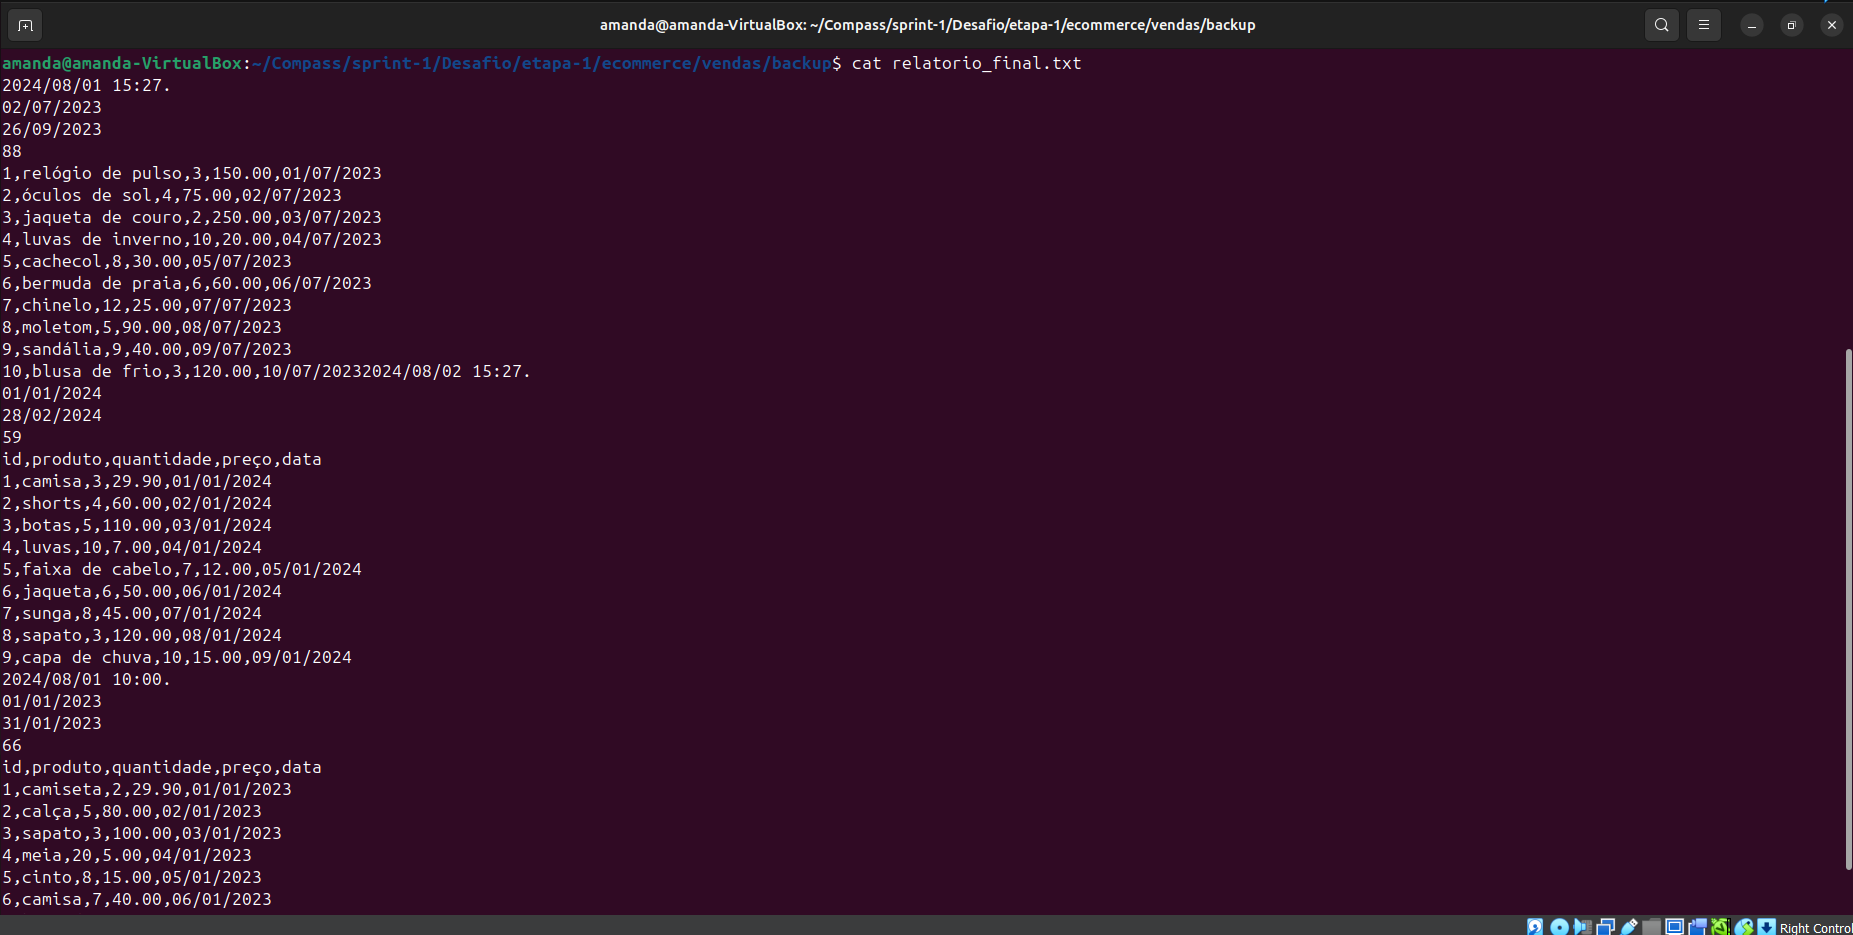 amanda@amanda-VirtualBox: ~/Compass/sprint-1/Desafio/etapa-1/ecommerce/vendas/backup
amanda@amanda-VirtualBox:~/Compass/sprint-1/Desafio/etapa-1/ecommerce/vendas/backup$ cat relatorio_final.txt
2024/08/01 15:27.
02/07/2023
26/09/2023
88
1,relógio de pulso,3,150.00,01/07/2023
2,óculos de sol,4,75.00,02/07/2023
3,jaqueta de couro,2,250.00,03/07/2023
4,luvas de inverno,10,20.00,04/07/2023
5,cachecol,8,30.00,05/07/2023
6,bermuda de praia,6,60.00,06/07/2023
7,chinelo,12,25.00,07/07/2023
8,moletom,5,90.00,08/07/2023
9,sandália,9,40.00,09/07/2023
10,blusa de frio,3,120.00,10/07/20232024/08/02 15:27.
01/01/2024
28/02/2024
59
id,produto,quantidade,preço,data
1,camisa,3,29.90,01/01/2024
2,shorts,4,60.00,02/01/2024
3,botas,5,110.00,03/01/2024
4,luvas,10,7.00,04/01/2024
5,faixa de cabelo,7,12.00,05/01/2024
6,jaqueta,6,50.00,06/01/2024
7,sunga,8,45.00,07/01/2024
8,sapato,3,120.00,08/01/2024
9,capa de chuva,10,15.00,09/01/2024
2024/08/01 10:00.
01/01/2023
31/01/2023
66
id,produto,quantidade,preço,data
1,camiseta,2,29.90,01/01/2023
2,calça,5,80.00,02/01/2023
3,sapato,3,100.00,03/01/2023
4,meia,20,5.00,04/01/2023
5,cinto,8,15.00,05/01/2023
6,camisa,7,40.00,06/01/2023
Right Contro